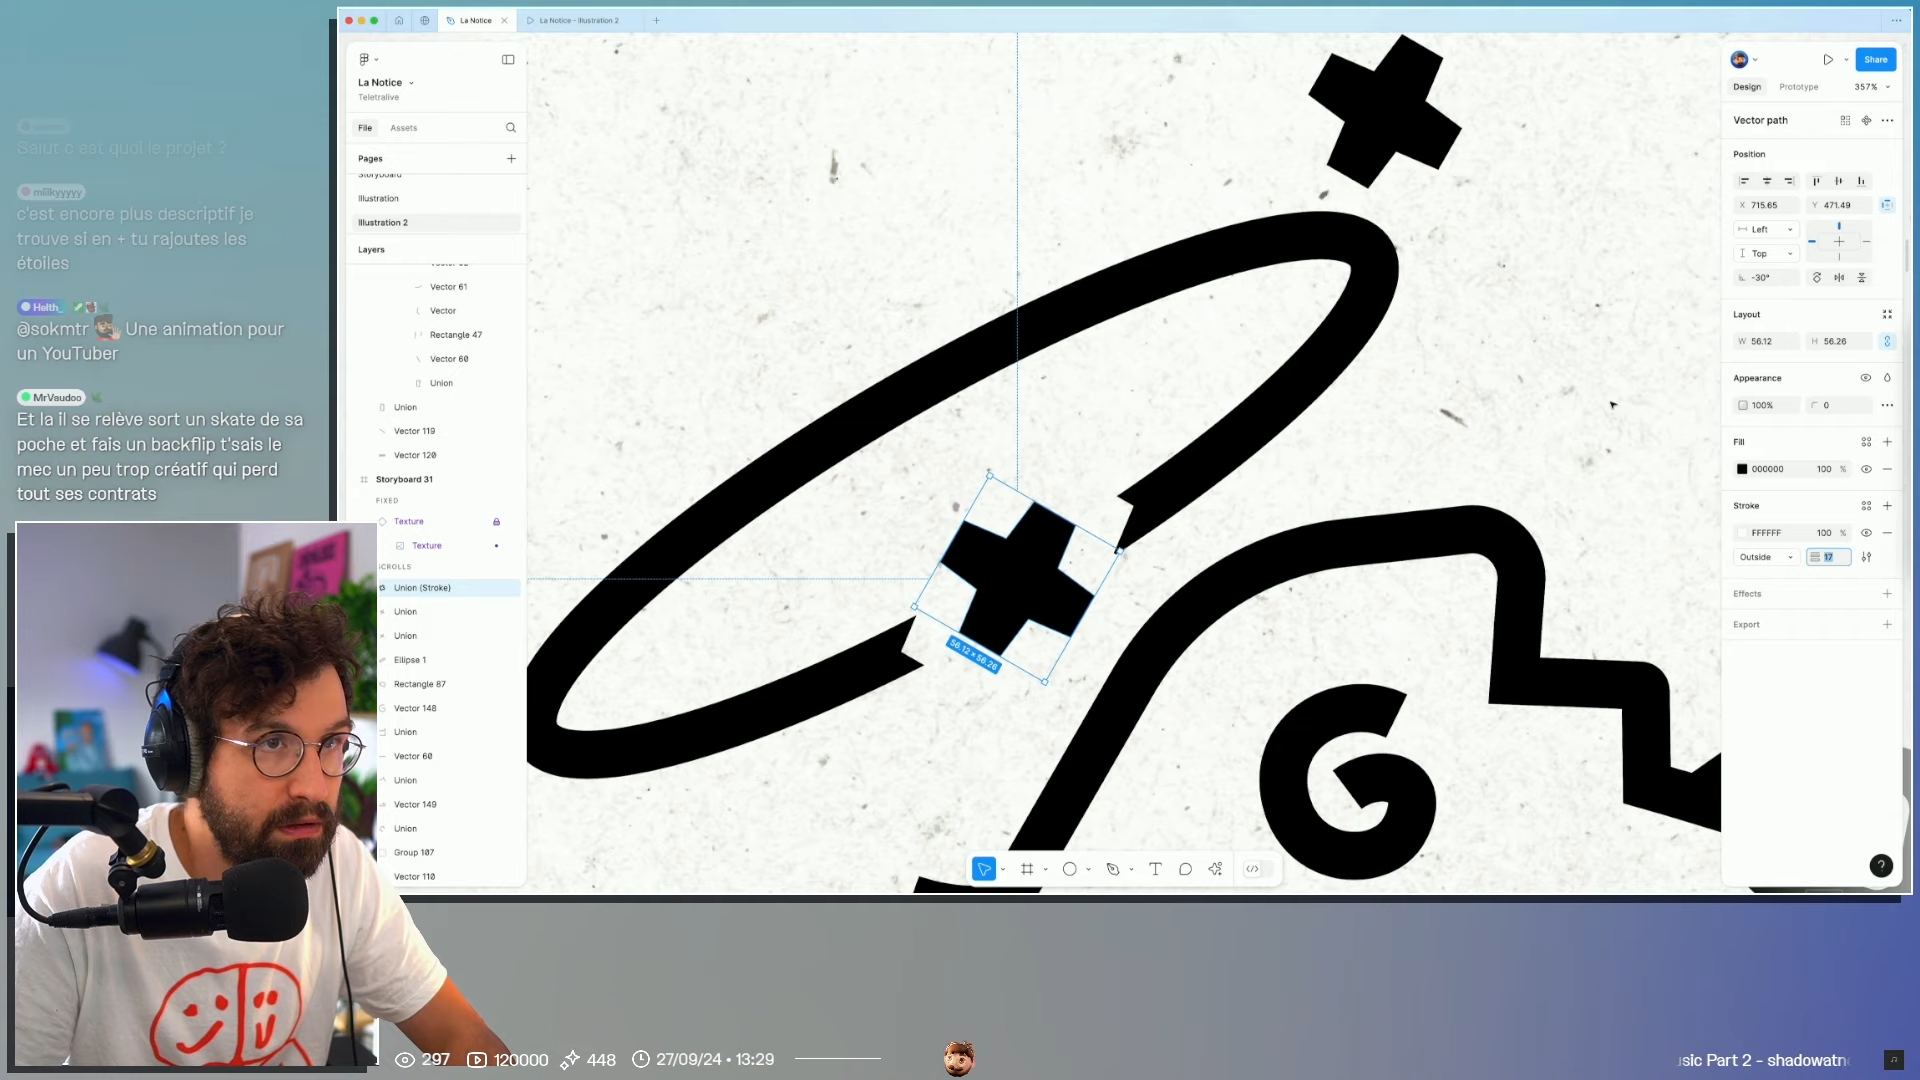 La Notice
La Notice - Illustration 2
Salut c est quoi le projet ?
miilkyyyyy
c'est encore plus descriptif je
trouve si en + tu rajoutes les
étoiles
Helth_
@sokmtr Une animation pour
un YouTuber
MrVaudoo
Et la il se relève sort un skate de sa
poche et fais un backflip t'sais le
mec un peu trop créatif qui perd
tout ses contrats
La Notice
Teletralive
File
Assets
Pages
Storyboard
Illustration
Illustration 2
Layers
Vector 61
Vector
Rectangle 47
Vector 60
Union
Union
Vector 119
Vector 120
Storyboard 31
FIXED
Texture
Texture
SCROLLS
Union (Stroke)
Union
Union
Ellipse 1
Rectangle 87
Vector 148
Union
Vector 60
Union
Vector 149
Union
Group 107
Vector 110
56.12 × 56.26
Share
Design
Prototype
357%
Vector path
Position
X 715.65
Y 471.49
Left
Top
-30°
Layout
W 56.12
H 56.26
Appearance
100%
0
Fill
000000 100 %
Stroke
FFFFFF 100 %
Outside
17
Effects
Export
?
297
120000
448
27/09/24 • 13:29
sic Part 2 - shadowatn